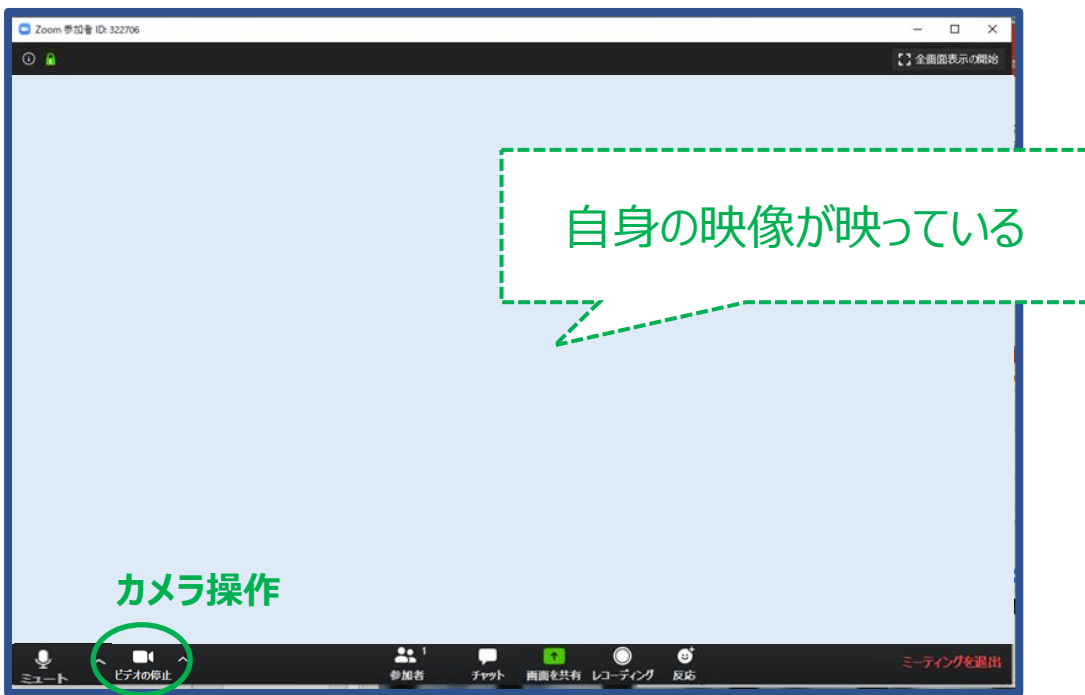 Zoom 参加者 ID: 322706
全画面表示の開始
自身の映像が映っている
カメラ操作
ミュート
ビデオの停止
参加者
1
チャット
画面を共有
レコーディング
反応
ミーティングを退出